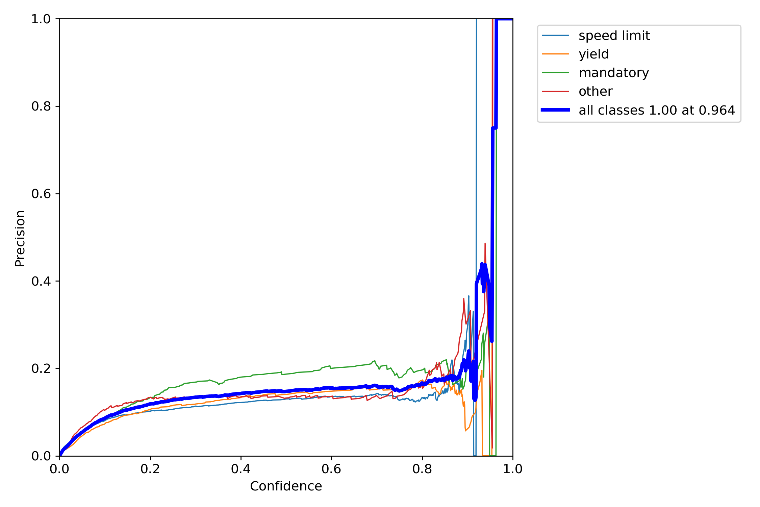 1.0
0.8
0.6
0.4
0.2
0.0
Precision
0.0 0.2 0.4 0.6 0.8 1.0
Confidence
speed limit
yield
mandatory
other
all classes 1.00 at 0.964